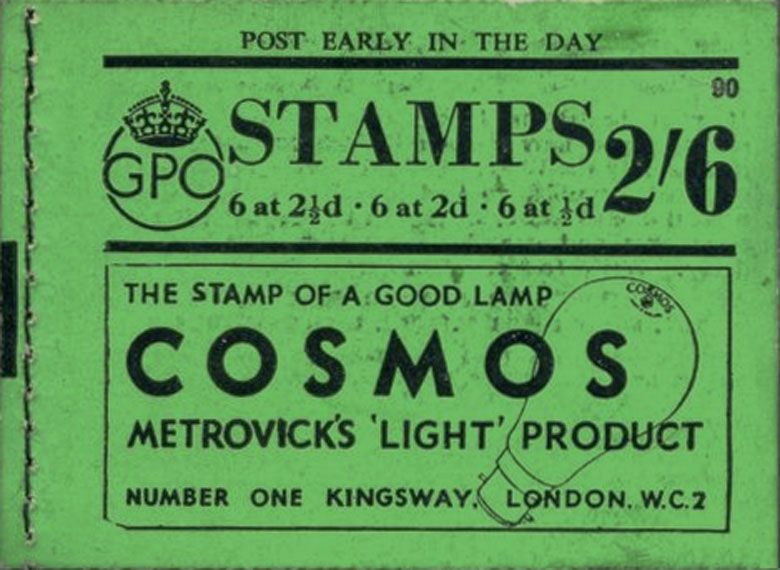 POST EARLY IN THE DAY
90
GPO
STAMPS 2/6
6 at 2½d · 6 at 2d · 6 at ½d
THE STAMP OF A GOOD LAMP
COSMOS
COSMOS
METROVICK'S 'LIGHT' PRODUCT
NUMBER ONE KINGSWAY, LONDON. W.C.2